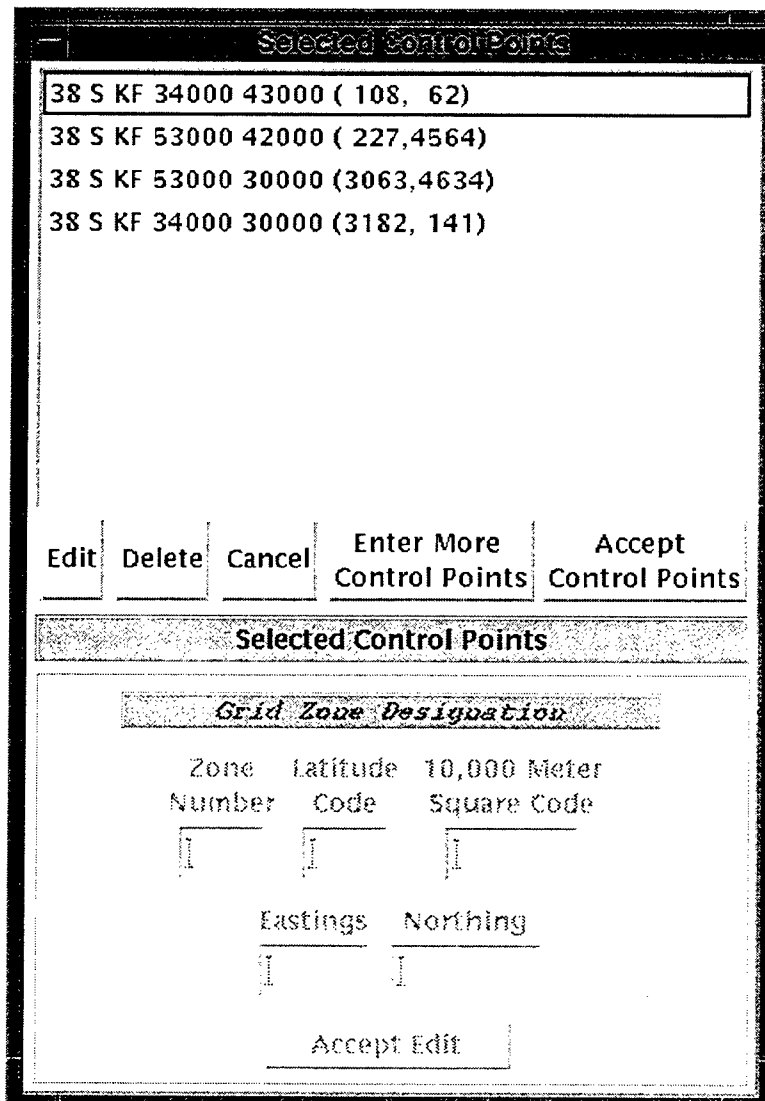 Selected Control Points
38 S KF 34000 43000 ( 108,  62)
38 S KF 53000 42000 ( 227,4564)
38 S KF 53000 30000 (3063,4634)
38 S KF 34000 30000 (3182, 141)
Edit Delete Cancel Enter More Control Points Accept Control Points
Selected Control Points
Grid Zone Designation
Zone Latitude 10,000 Meter
Number Code Square Code
Eastings Northing
Accept Edit